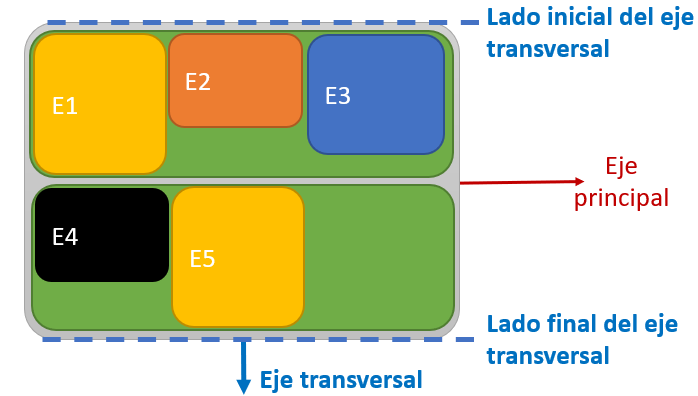 Lado inicial del eje
transversal
E1
E2
E3
Eje
principal
E4
E5
Lado final del eje
transversal
Eje transversal